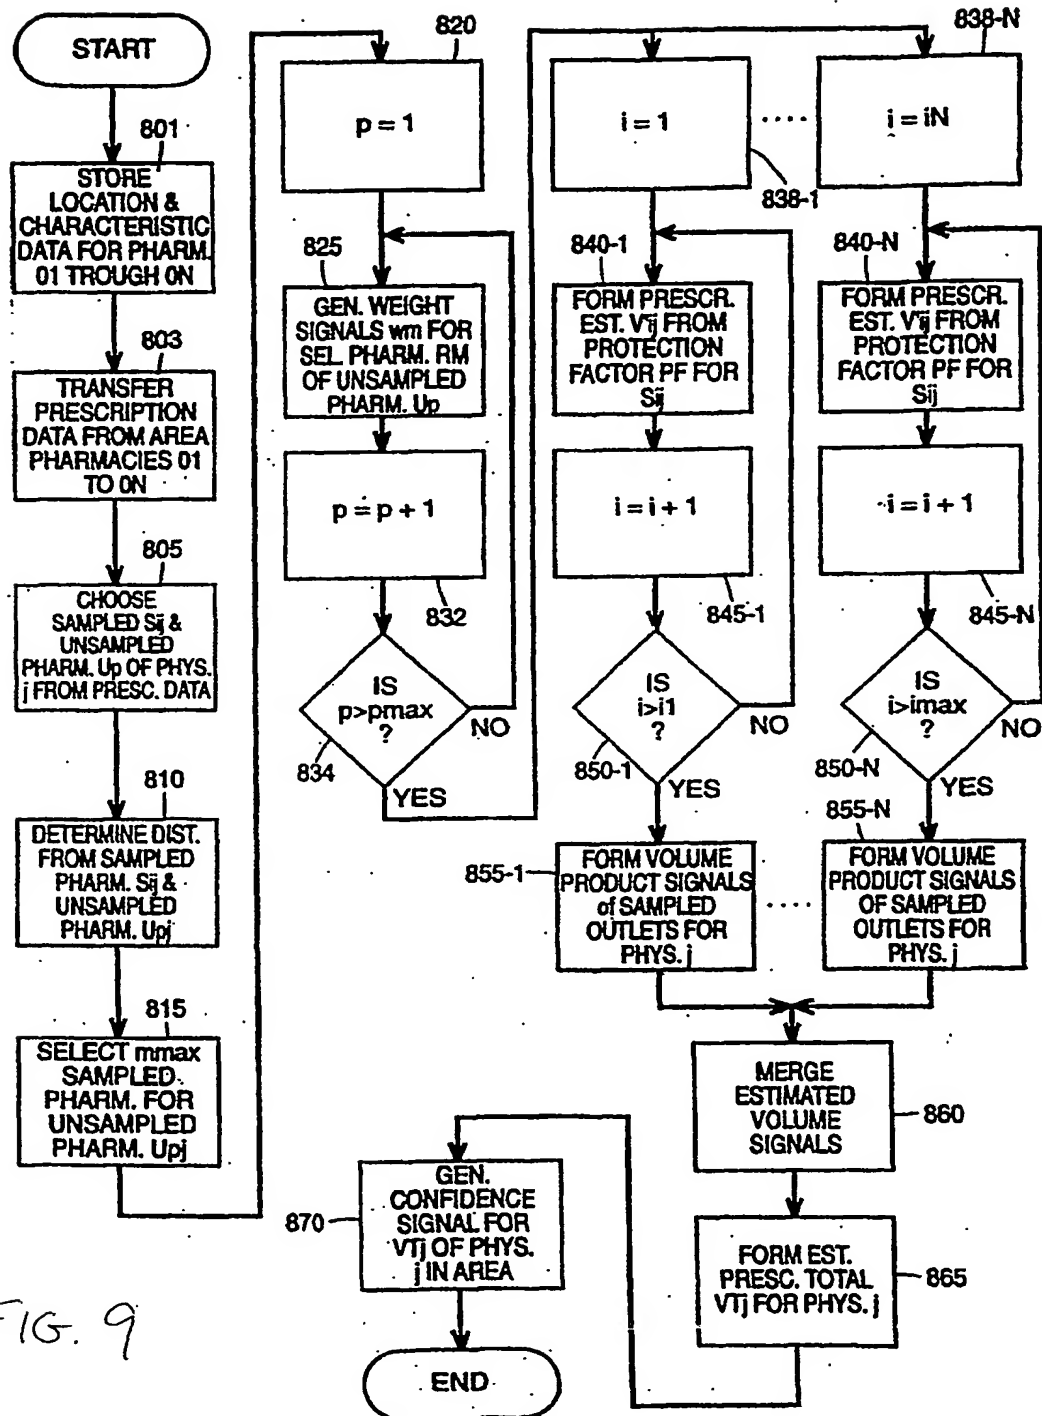 START
801
STORE
LOCATION &
CHARACTERISTIC
DATA FOR PHARM.
01 TROUGH 0N
803
TRANSFER
PRESCRIPTION
DATA FROM AREA
PHARMACIES 01
TO 0N
805
CHOOSE
SAMPLED Sij &
UNSAMPLED
PHARM. Up OF PHYS.
j FROM PRESC. DATA
810
DETERMINE DIST.
FROM SAMPLED
PHARM. Sij &
UNSAMPLED
PHARM. Upj
815
SELECT mmax
SAMPLED
PHARM. FOR
UNSAMPLED
PHARM. Upj
820
p = 1
825
GEN. WEIGHT
SIGNALS wm FOR
SEL. PHARM. RM
OF UNSAMPLED
PHARM. Up
p = p + 1
832
IS
p>pmax
?
NO
834
YES
i = 1
838-1
840-1
FORM PRESCR.
EST. V'ij FROM
PROTECTION
FACTOR PF FOR
Sij
i = i + 1
845-1
IS
i>i1
?
NO
850-1
YES
855-1
FORM VOLUME
PRODUCT SIGNALS
of SAMPLED
OUTLETS FOR
PHYS. j
....
838-N
i = iN
840-N
FORM PRESCR.
EST. V'ij FROM
PROTECTION
FACTOR PF FOR
Sij
i = i + 1
845-N
IS
i>imax
?
NO
850-N
YES
855-N
FORM VOLUME
PRODUCT SIGNALS
OF SAMPLED
OUTLETS FOR
PHYS. j
....
MERGE
ESTIMATED
VOLUME
SIGNALS
860
FORM EST.
PRESC. TOTAL
VTj FOR PHYS. j
865
870
GEN.
CONFIDENCE
SIGNAL FOR
VTj OF PHYS.
j IN AREA
END
FIG. 9